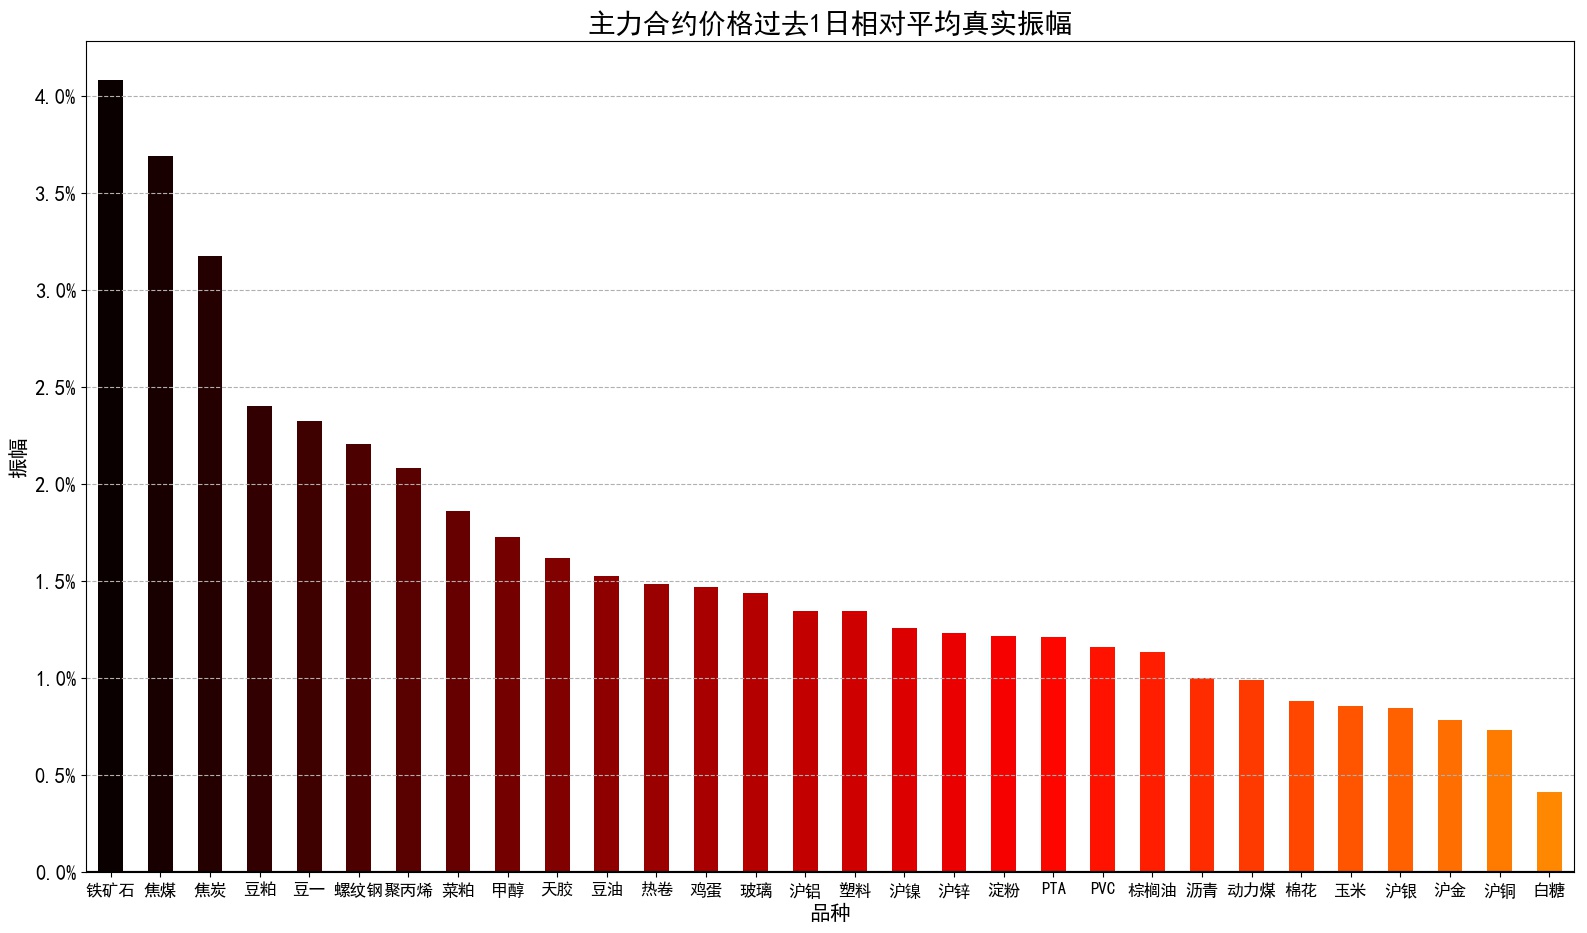 主力合约价格过去1日相对平均真实振幅
4.0%
3.5%
3.0%
2.5%
2.0%
1.5%
1.0%
0.5%
0.0%
振幅
铁矿石 焦煤 焦炭 豆粕 豆一 螺纹钢 聚丙烯 菜粕 甲醇 天胶 豆油 热卷 鸡蛋 玻璃 沪铝 塑料 沪镍 沪锌 淀粉 PTA PVC 棕榈油 沥青 动力煤 棉花 玉米 沪银 沪金 沪铜 白糖
品种